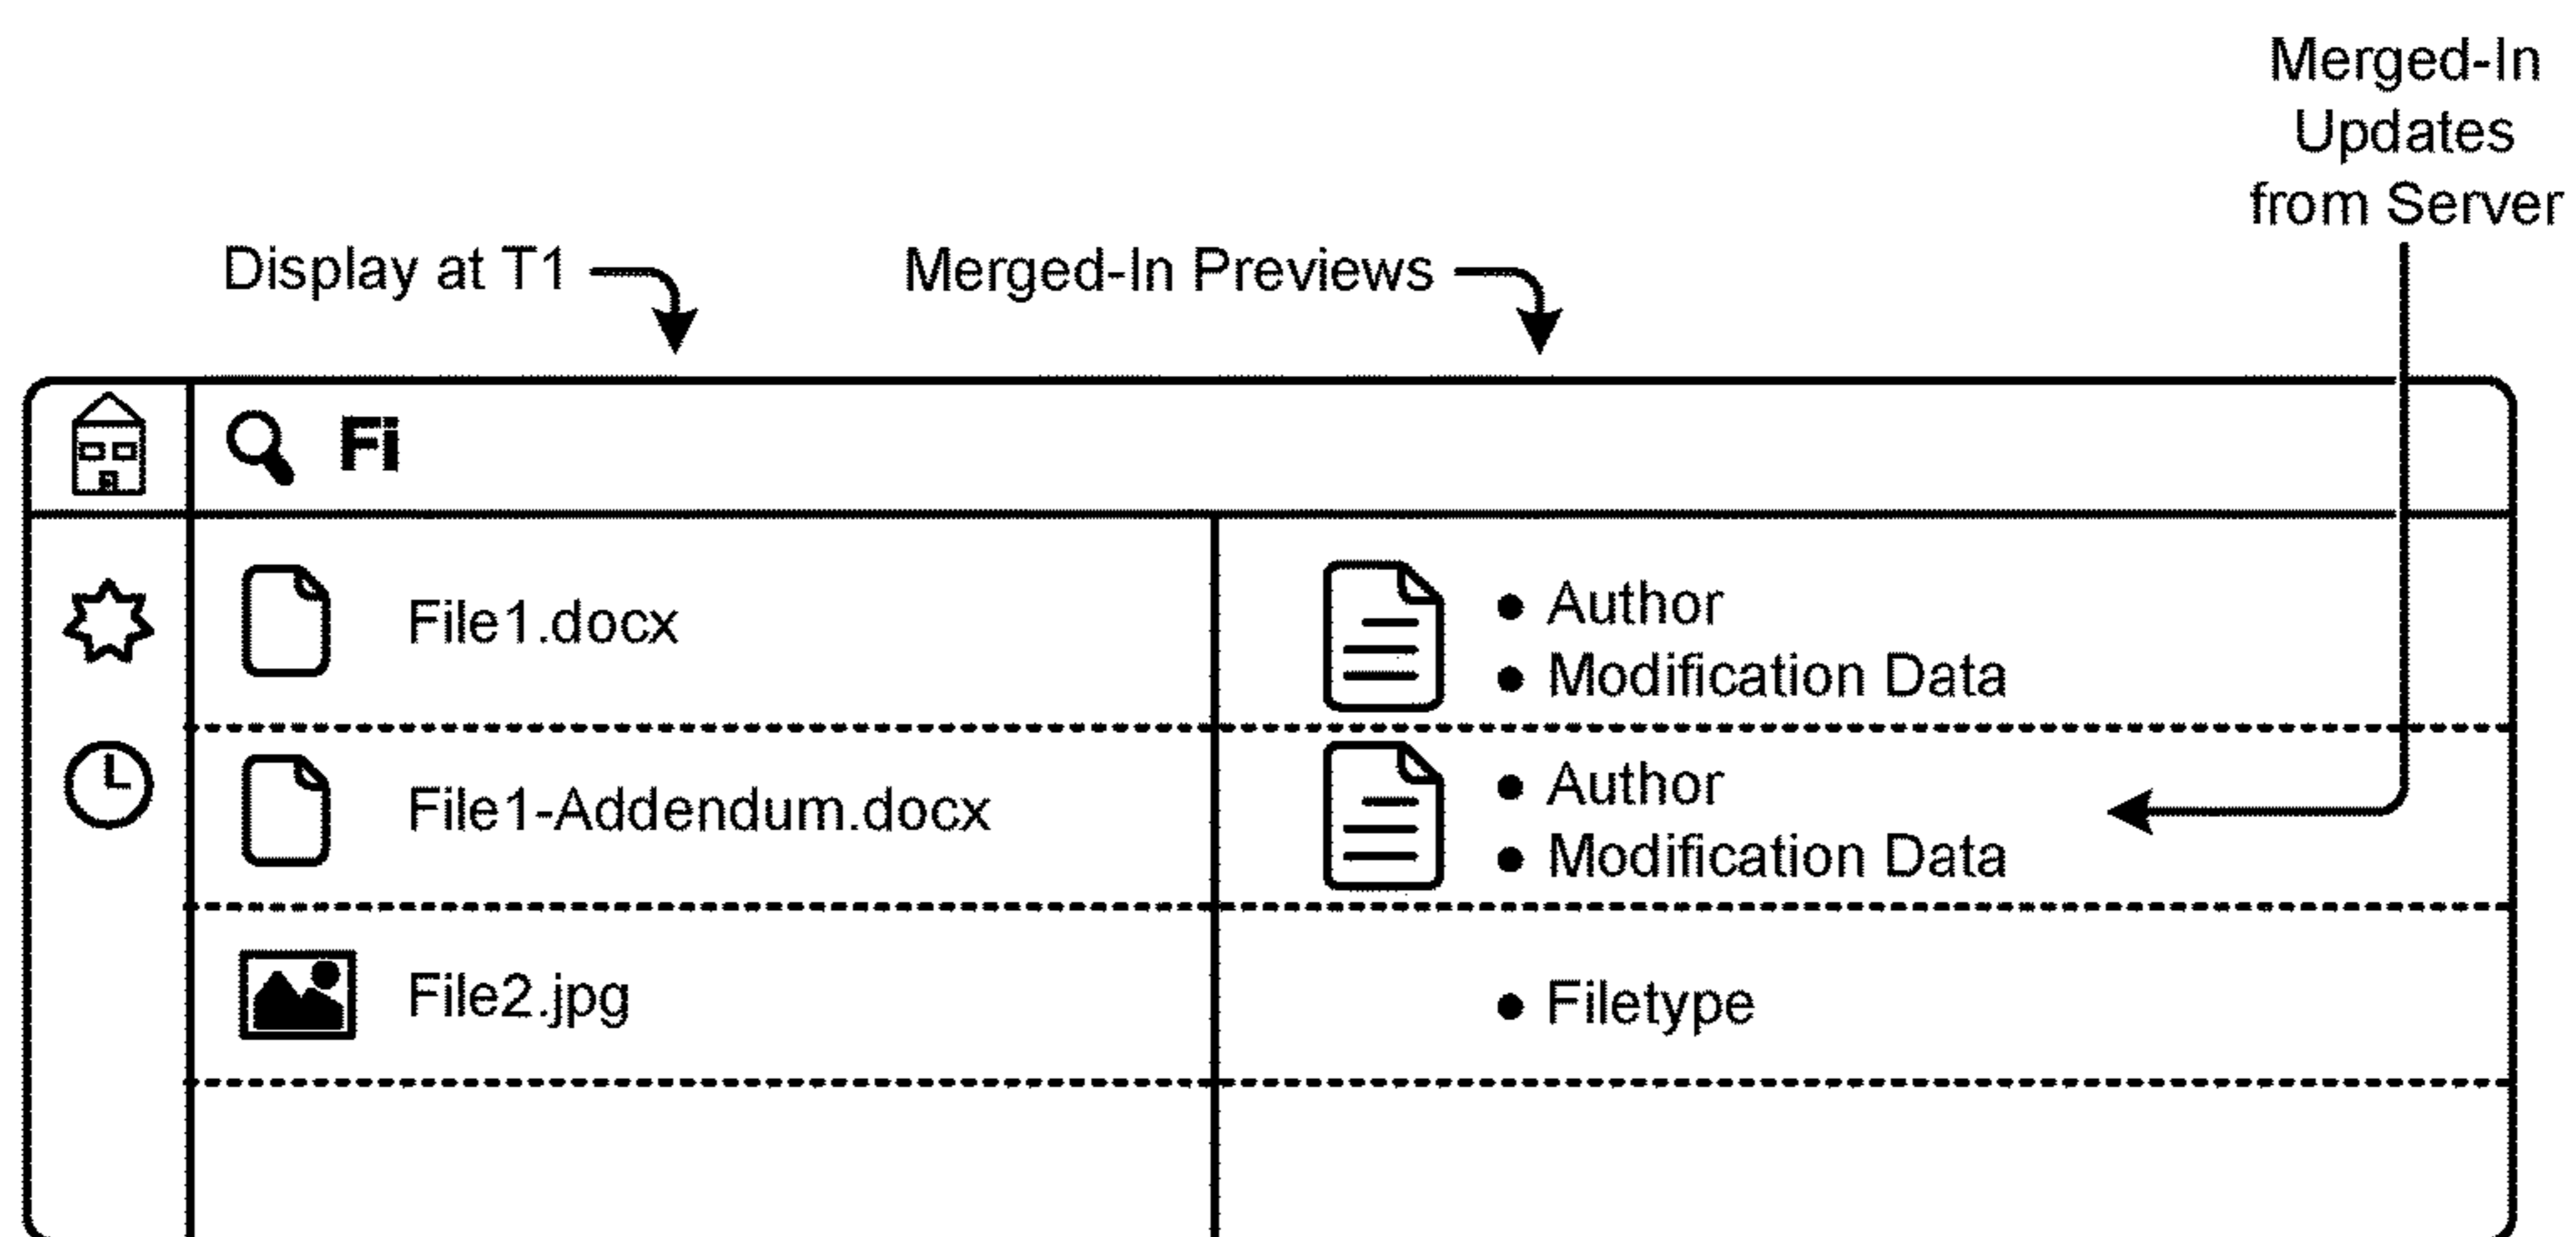 Merged-In
Updates
from Server
Display at T1
Merged-In Previews
Fi
File1.docx
• Author
• Modification Data
File1-Addendum.docx
• Author
• Modification Data
File2.jpg
• Filetype